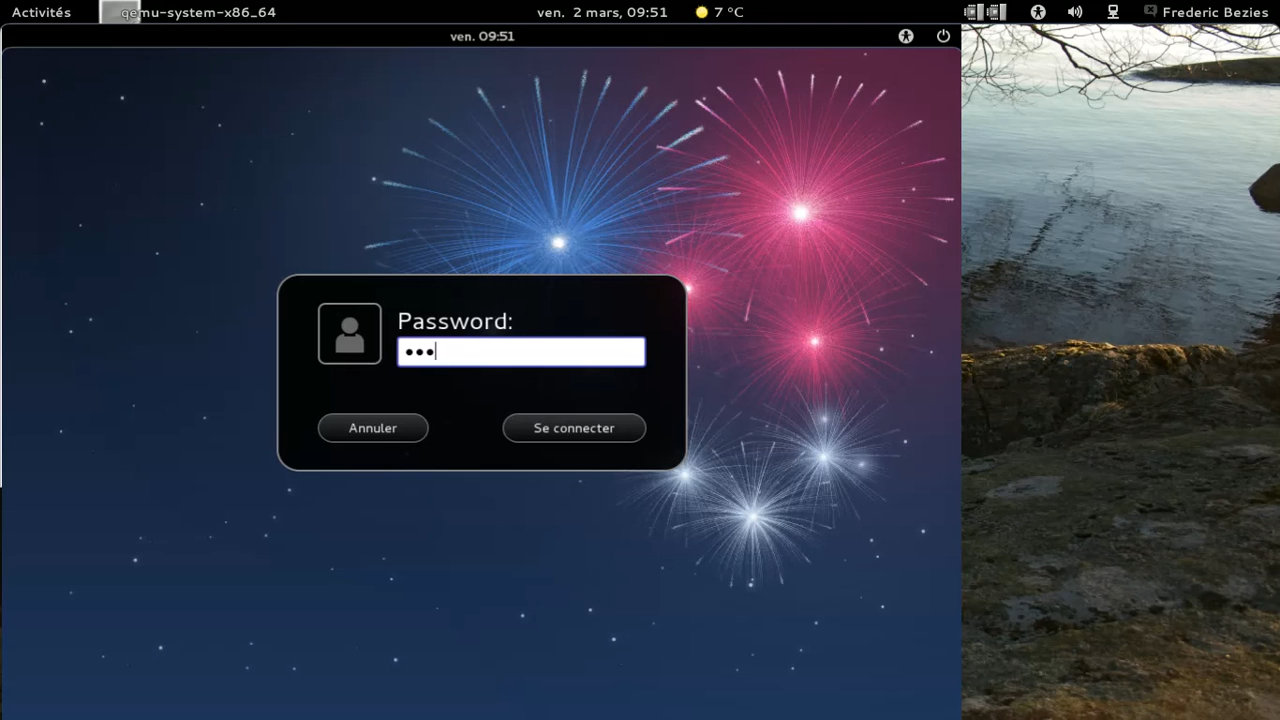 Activités qemu-system-x86_64 ven. 2 mars, 09:51 7 °C Frederic Bezies
ven. 09:51
Password:
Annuler Se connecter